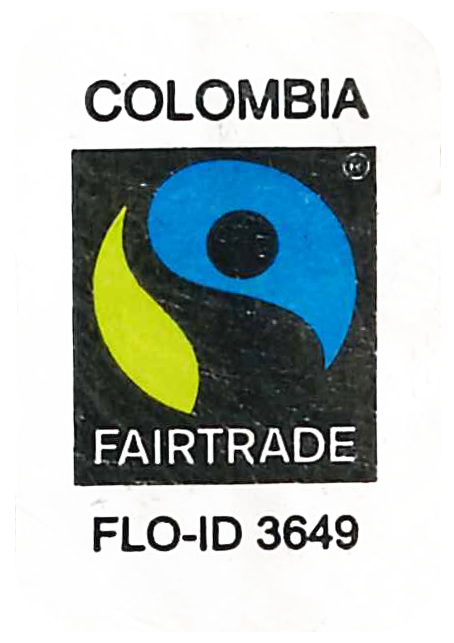 COLOMBIA
®
FAIRTRADE
FLO-ID 3649